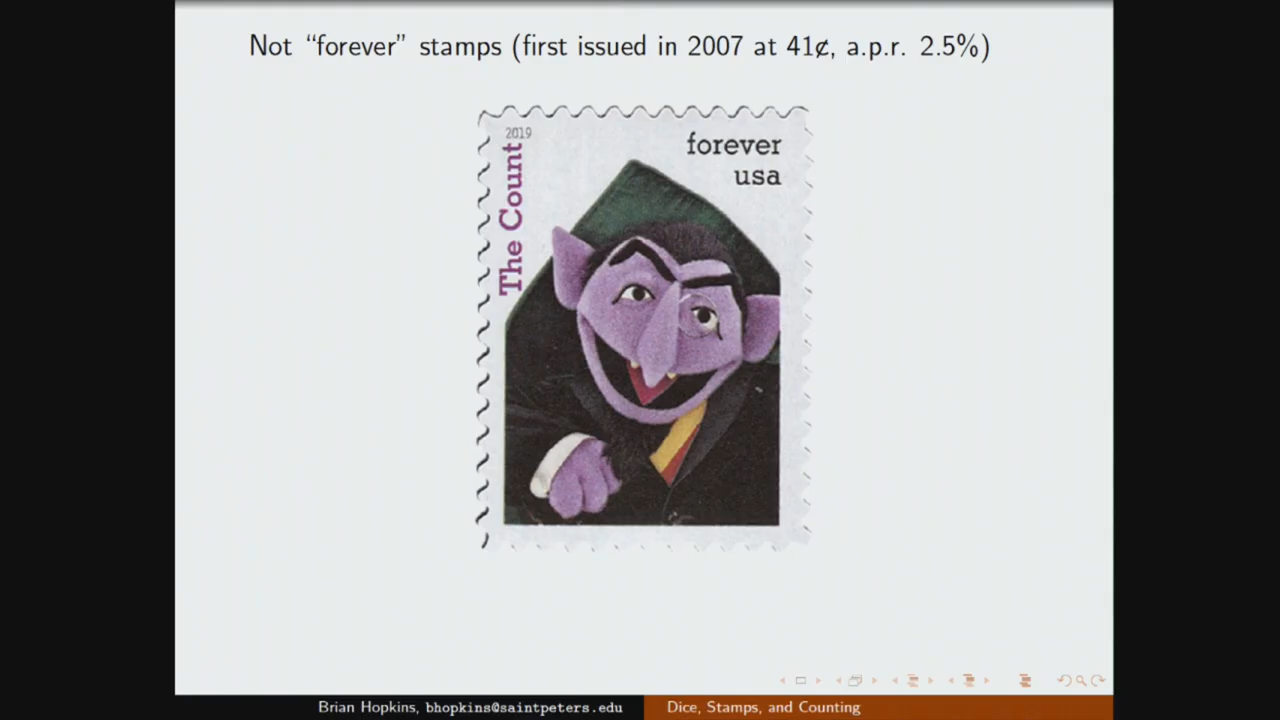 Not “forever” stamps (first issued in 2007 at 41¢, a.p.r. 2.5%)
2019
The Count
forever
usa
Brian Hopkins, bhopkins@saintpeters.edu
Dice, Stamps, and Counting